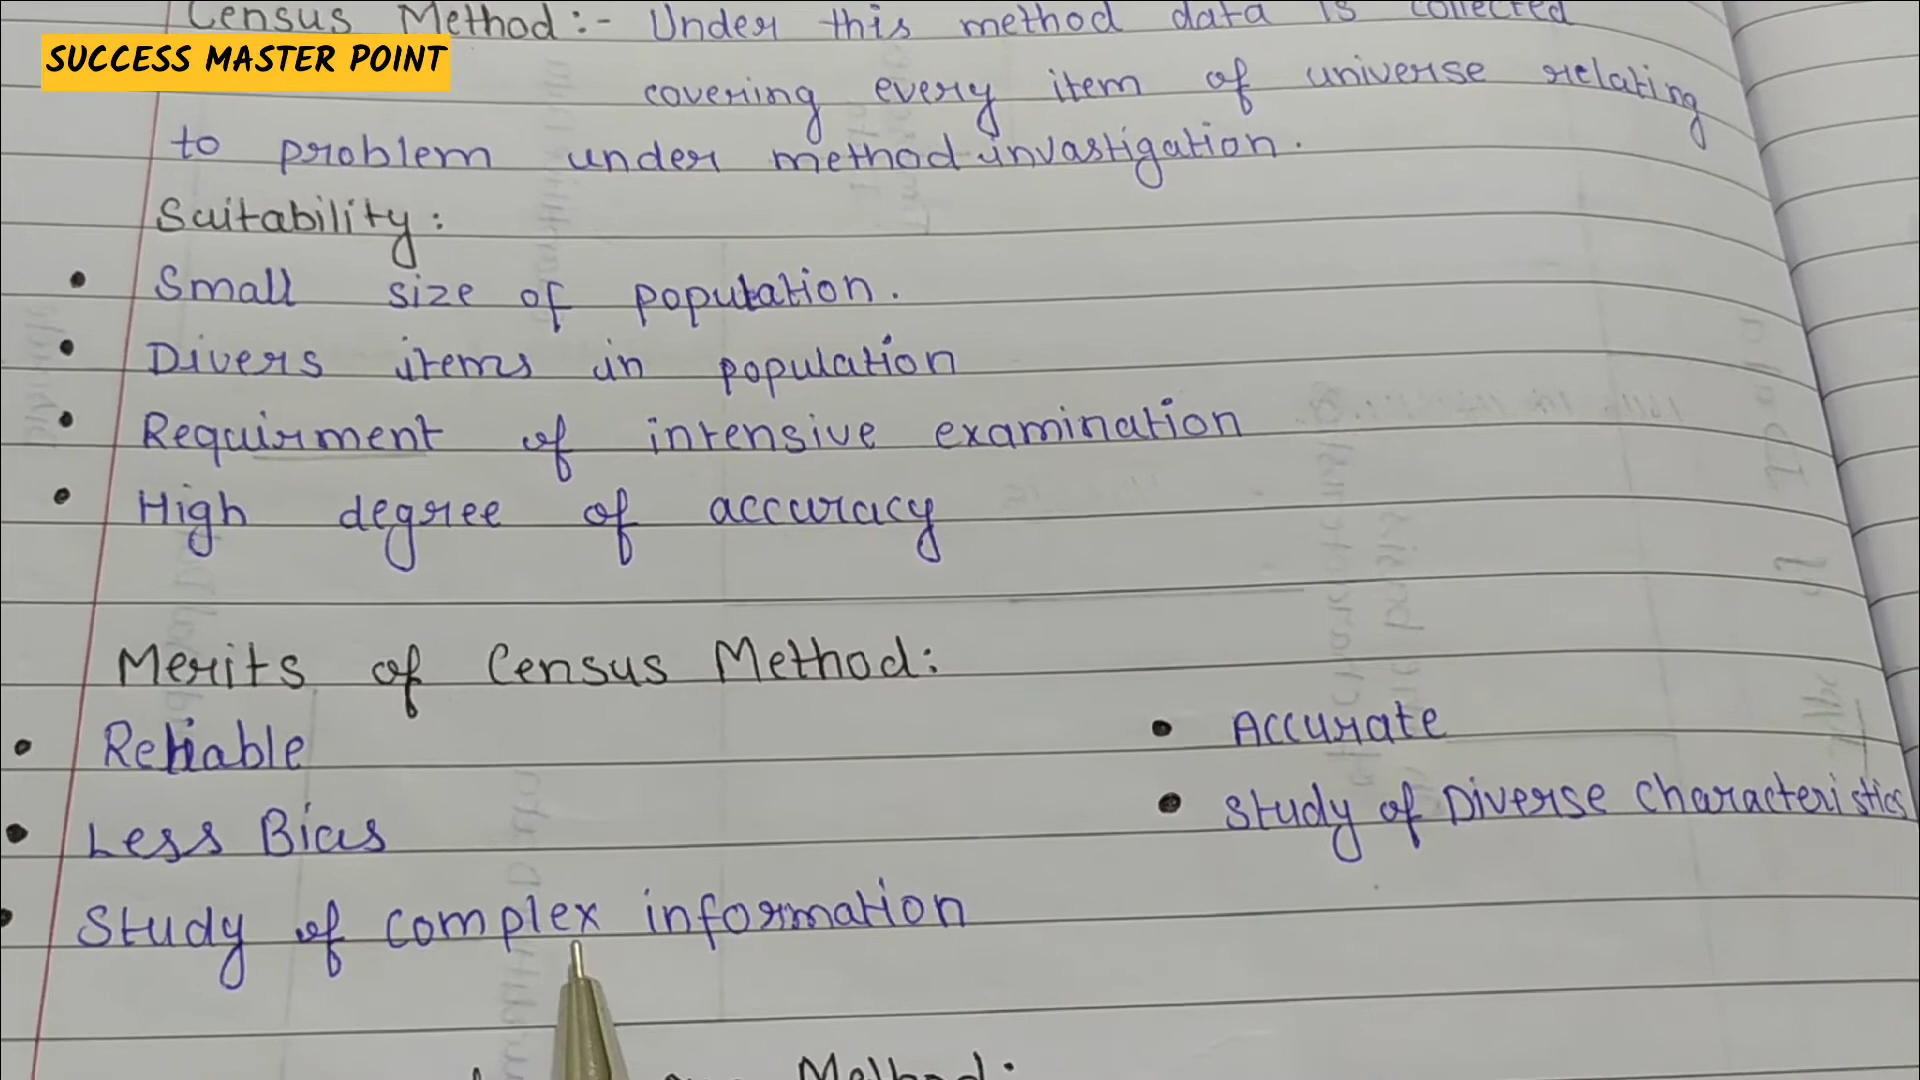 Census Method:- Under this method data is collected
SUCCESS MASTER POINT
covering every item of universe relating
to problem under method invastigation.
Suitability:
• Small size of population.
• Divers items in population
• Requirment of intensive examination
• High degree of accuracy
Merits of Census Method:
• Reliable
• Accurate
• Less Bias
• Study of Diverse characteristics
• Study of complex information
Method: